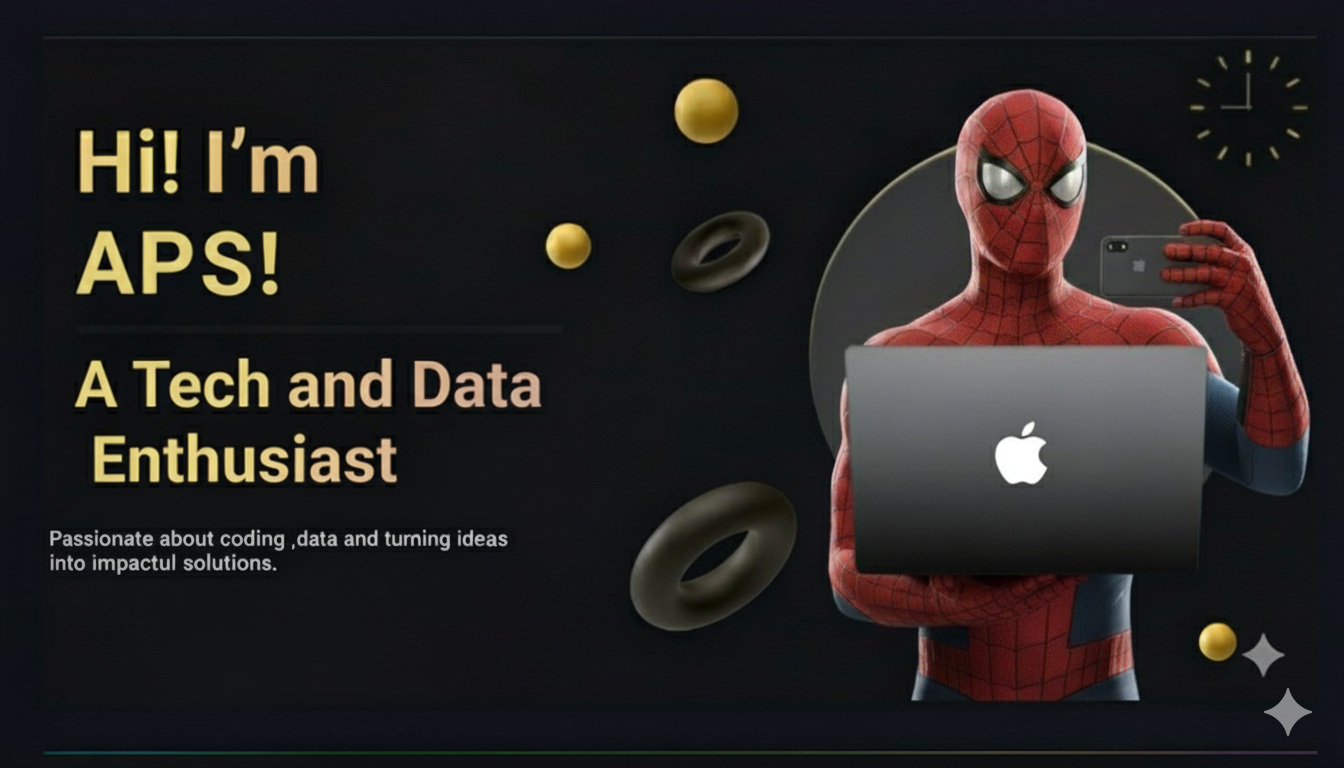 Hi! I’m
APS!
A Tech and Data
Enthusiast
Passionate about coding ,data and turning ideas
into impactul solutions.